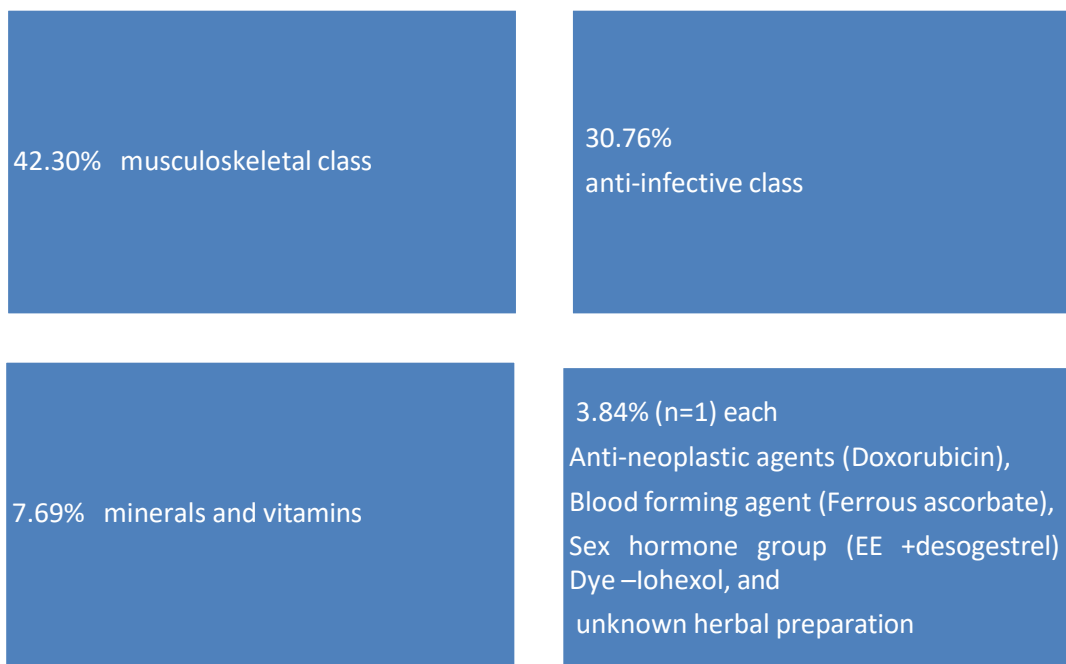 42.30% musculoskeletal class
30.76%
anti-infective class
7.69% minerals and vitamins
3.84% (n=1) each
Anti-neoplastic agents (Doxorubicin),
Blood forming agent (Ferrous ascorbate),
Sex hormone group (EE +desogestrel)
Dye –Iohexol, and
unknown herbal preparation